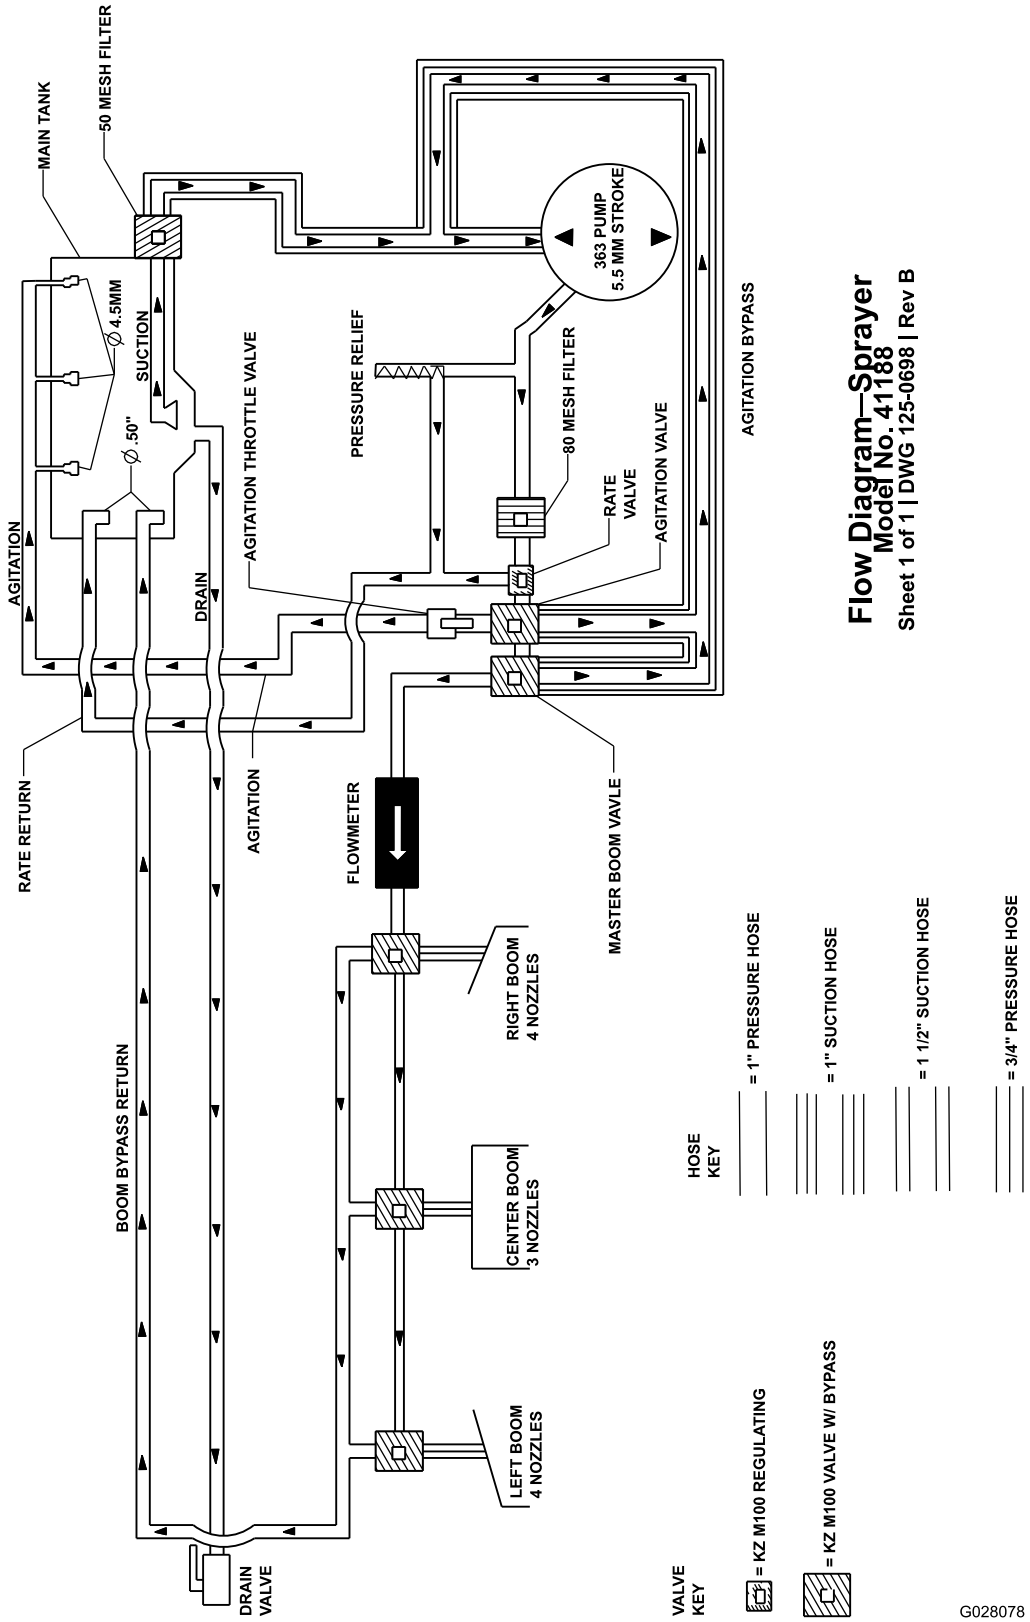 50 MESH FILTER
MAIN TANK
AGITATION
Ø 4.5MM
SUCTION
Ø .50"
DRAIN
RATE RETURN
AGITATION
AGITATION THROTTLE VALVE
PRESSURE RELIEF
363 PUMP
5.5 MM STROKE
80 MESH FILTER
RATE
VALVE
AGITATION VALVE
AGITATION BYPASS
MASTER BOOM VAVLE
FLOWMETER
BOOM BYPASS RETURN
RIGHT BOOM
4 NOZZLES
CENTER BOOM
3 NOZZLES
LEFT BOOM
4 NOZZLES
DRAIN
VALVE
Flow Diagram—Sprayer
Model No. 41188
Sheet 1 of 1 | DWG 125-0698 | Rev B
HOSE
KEY
= 1" PRESSURE HOSE
= 1" SUCTION HOSE
= 1 1/2" SUCTION HOSE
= 3/4" PRESSURE HOSE
VALVE
KEY
= KZ M100 REGULATING
= KZ M100 VALVE W/ BYPASS
G028078